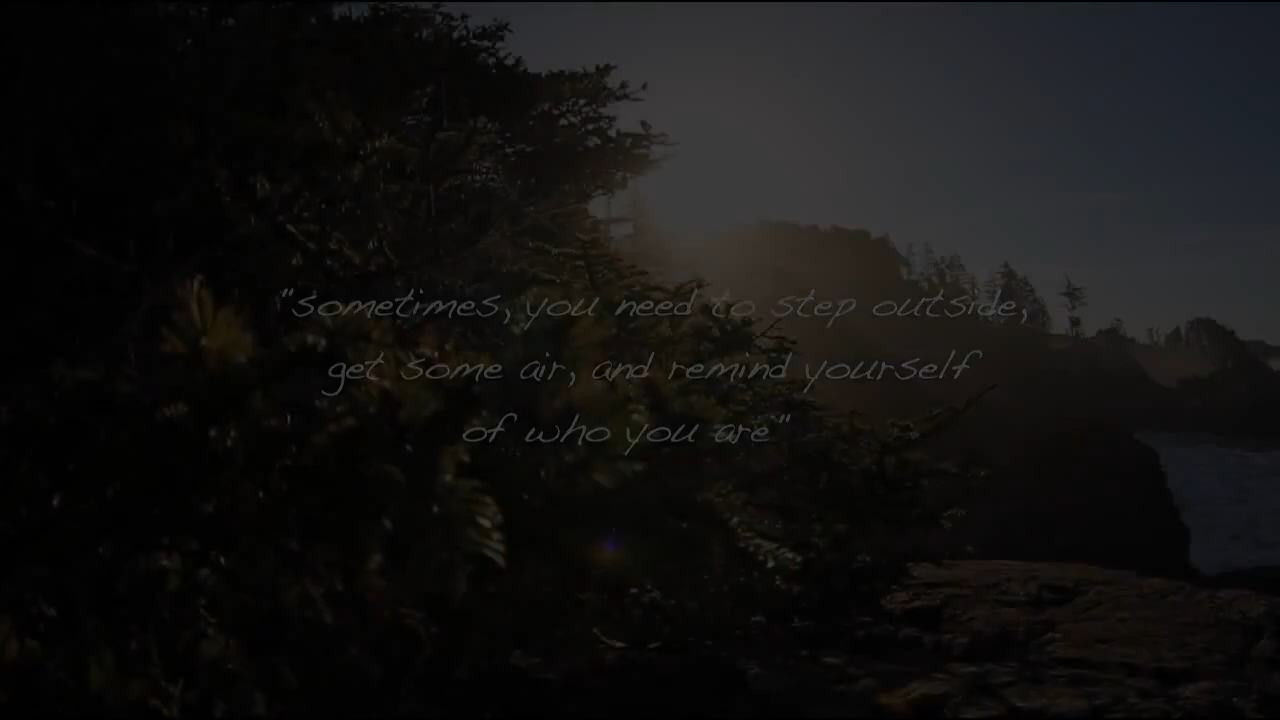 "Sometimes, you need to step outside,
get some air, and remind yourself
of who you are"